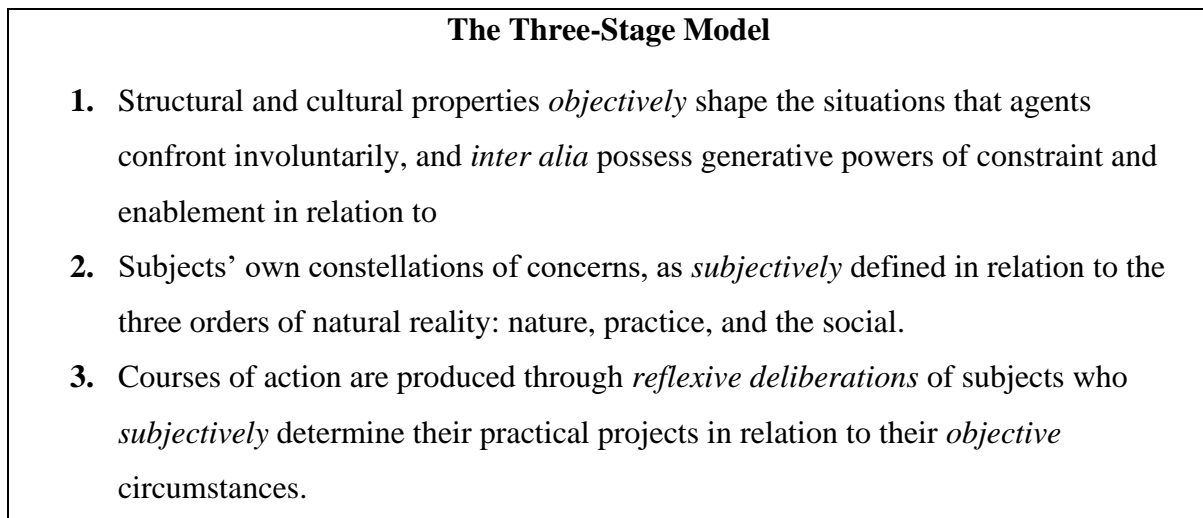 The Three-Stage Model
1. Structural and cultural properties objectively shape the situations that agents
confront involuntarily, and inter alia possess generative powers of constraint and
enablement in relation to
2. Subjects’ own constellations of concerns, as subjectively defined in relation to the
three orders of natural reality: nature, practice, and the social.
3. Courses of action are produced through reflexive deliberations of subjects who
subjectively determine their practical projects in relation to their objective
circumstances.